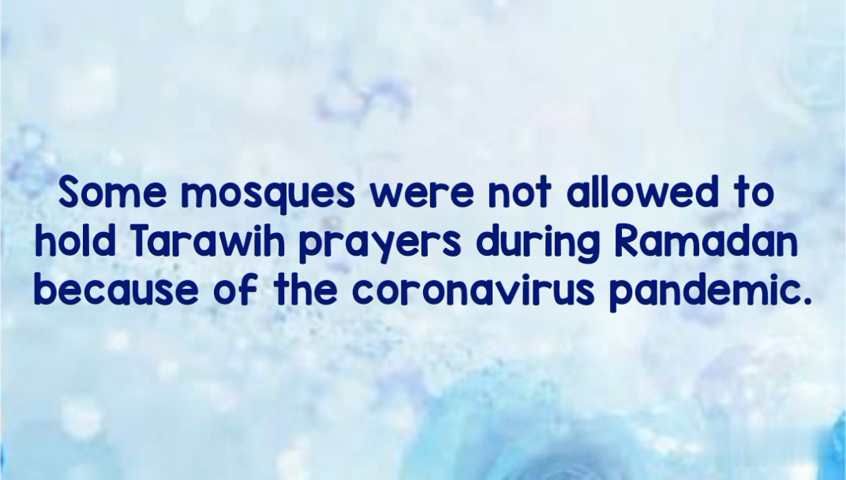 Some mosques were not allowed to
hold Tarawih prayers during Ramadan
because of the coronavirus pandemic.